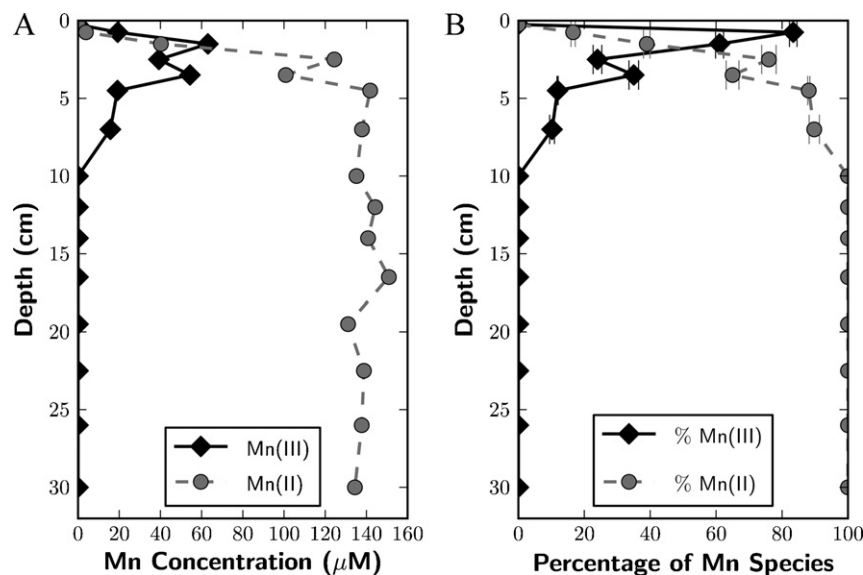 A
0
5
10
15
20
25
30
Depth (cm)
Mn(III)
Mn(II)
0 20 40 60 80 100 120 140 160
Mn Concentration (μM)
B
0
5
10
15
20
25
30
Depth (cm)
% Mn(III)
% Mn(II)
0 20 40 60 80 100
Percentage of Mn Species